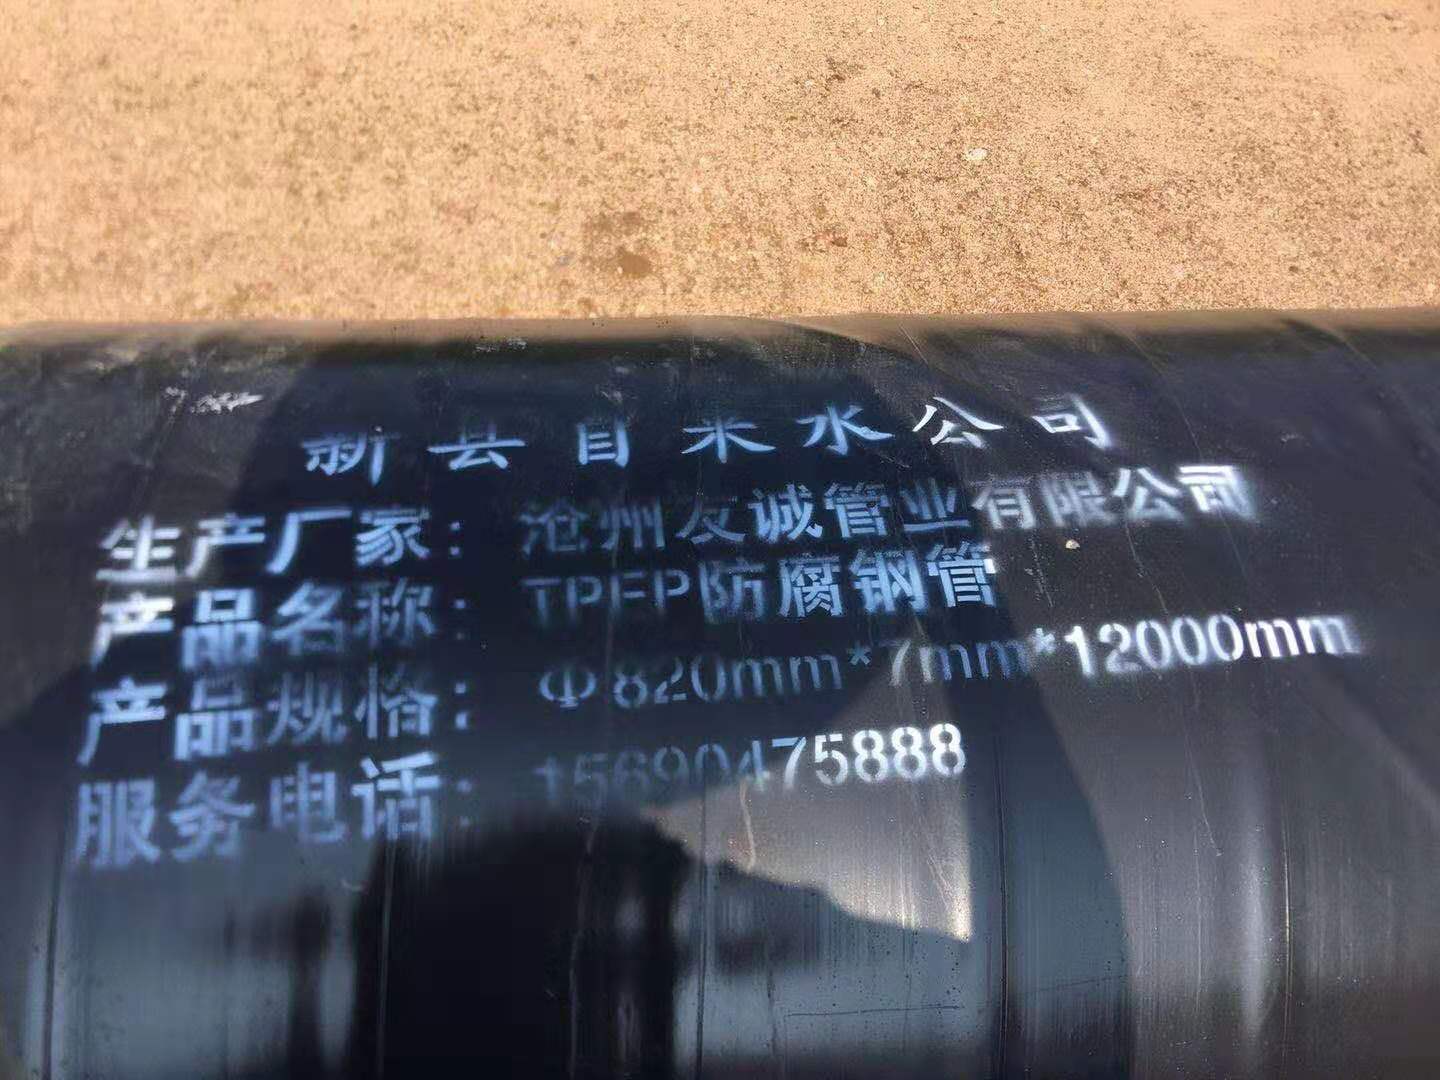 新县自来水公司
生产厂家：沧州友诚管业有限公司
产品名称：TPEP防腐钢管
产品规格：Φ820mm*7mm*12000mm
服务电话：15690475888